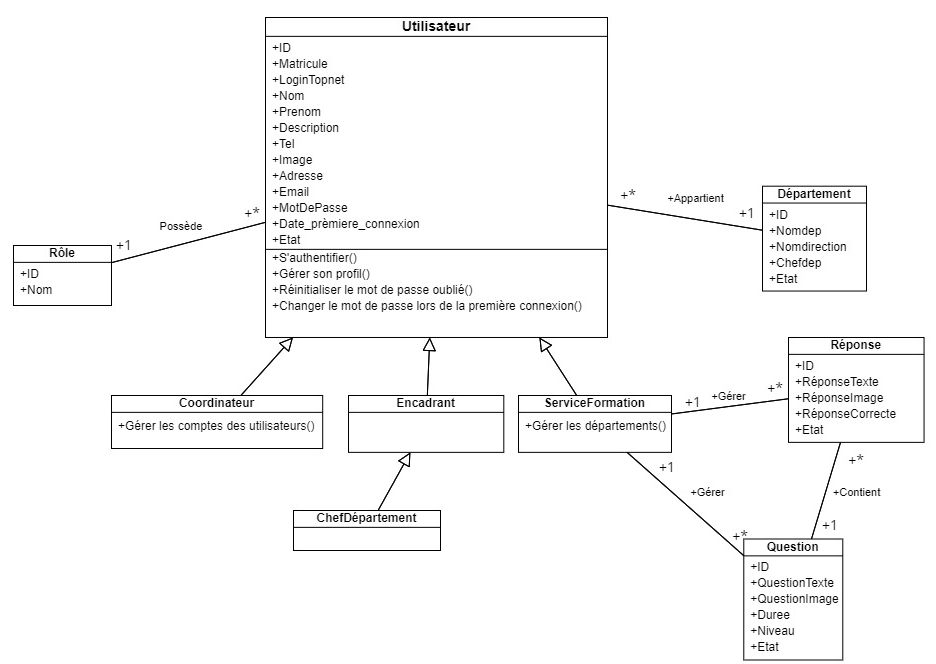 Utilisateur
+ID
+Matricule
+LoginTopnet
+Nom
+Prenom
+Description
+Tel
+Image
+Adresse
+Email
+MotDePasse
+Date_prèmiere_connexion
+Etat
+S'authentifier()
+Gérer son profil()
+Réinitialiser le mot de passe oublié()
+Changer le mot de passe lors de la première connexion()
+*
Possède
+1
Rôle
+ID
+Nom
+*
+Appartient
+1
Département
+ID
+Nomdep
+Nomdirection
+Chefdep
+Etat
Coordinateur
+Gérer les comptes des utilisateurs()
Encadrant
ChefDépartement
ServiceFormation
+Gérer les départements()
+1
+Gérer
+*
Réponse
+ID
+RéponseTexte
+RéponseImage
+RéponseCorrecte
+Etat
+1
+Gérer
+*
+*
+Contient
+1
Question
+ID
+QuestionTexte
+QuestionImage
+Duree
+Niveau
+Etat